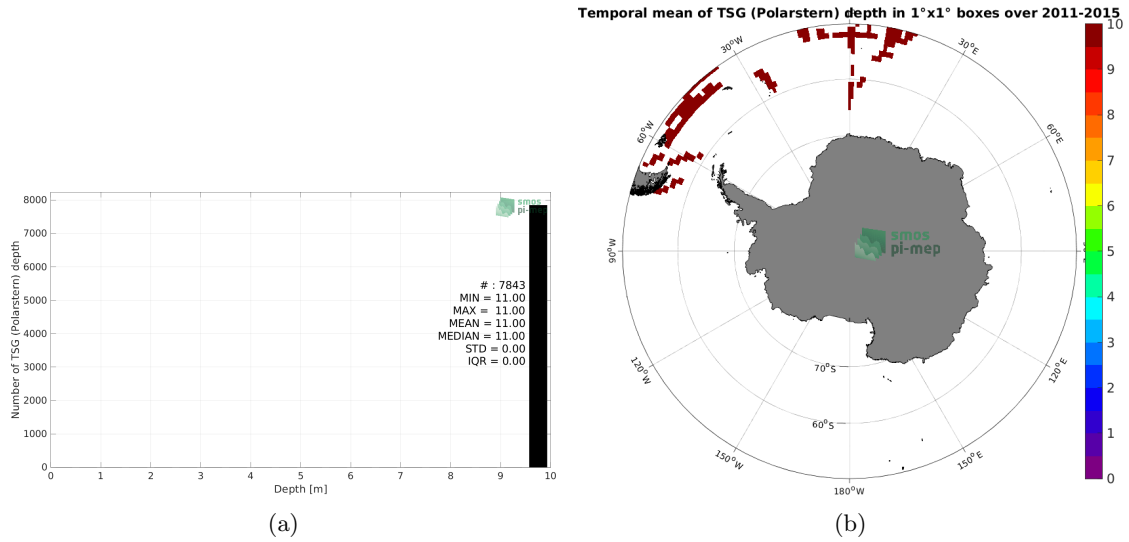 8000
7000
6000
5000
4000
3000
2000
1000
0
Number of TSG (Polarstern) depth
smos
pi-mep
# : 7843
MIN = 11.00
MAX = 11.00
MEAN = 11.00
MEDIAN = 11.00
STD = 0.00
IQR = 0.00
0 1 2 3 4 5 6 7 8 9 10
Depth [m]
(a)
Temporal mean of TSG (Polarstern) depth in 1°x1° boxes over 2011-2015
30°W
30°E
60°W
60°E
90°W
120°W
120°E
150°W
150°E
180°W
70°S
60°S
smos
pi-mep
10
9
8
7
6
5
4
3
2
1
0
(b)